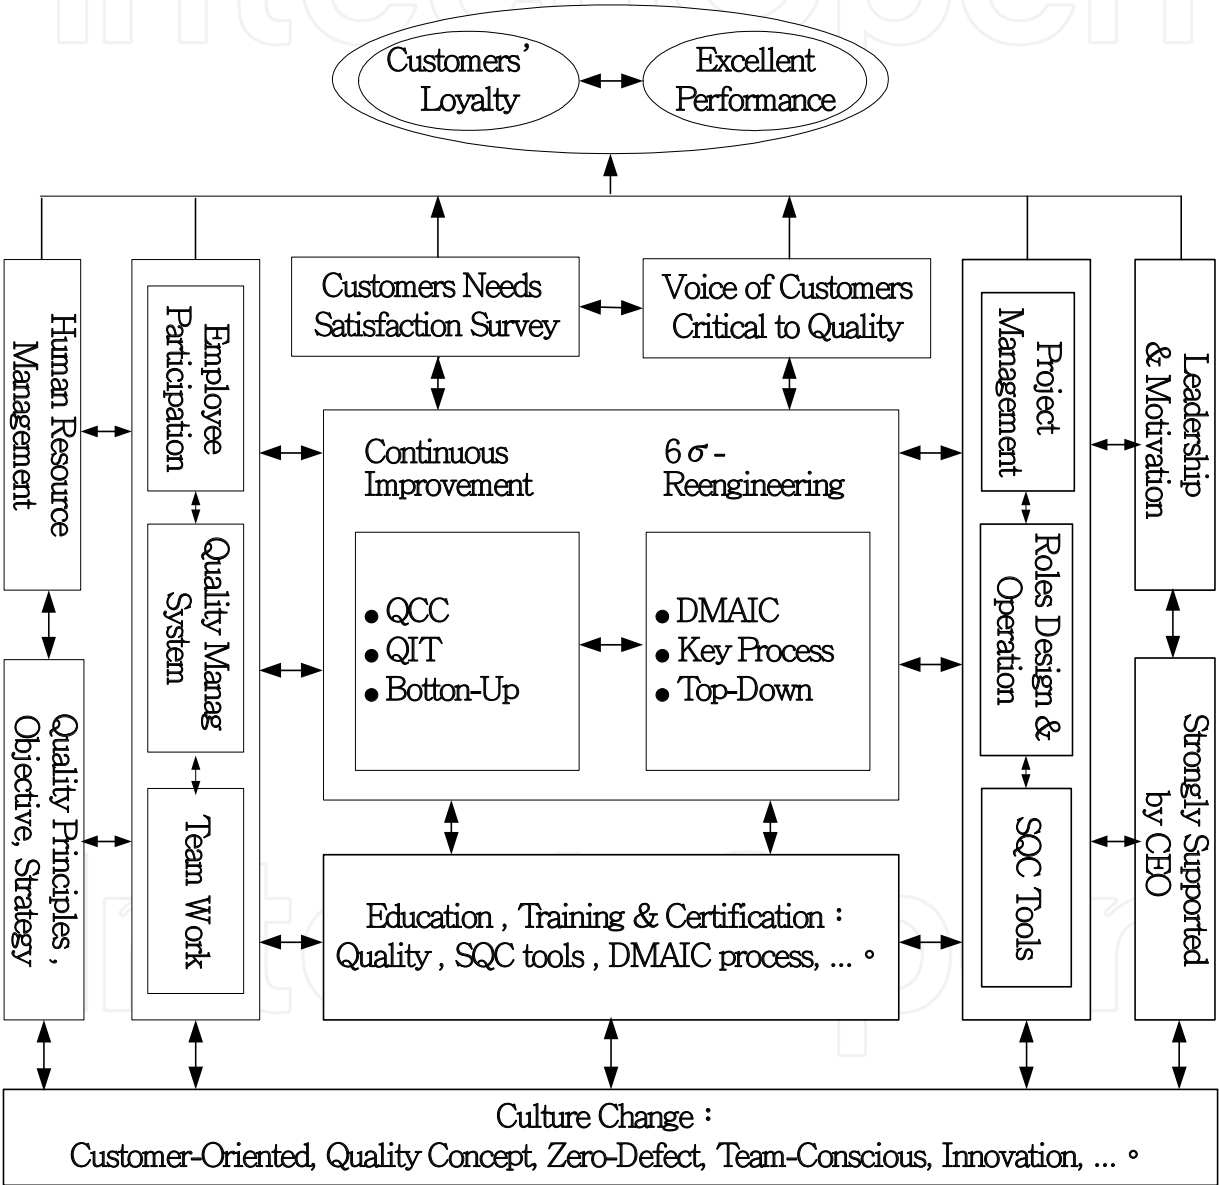 Customers'
Loyalty
Excellent
Performance
Customers Needs
Satisfaction Survey
Voice of Customers
Critical to Quality
Human Resource
Management
Employee
Participation
Continuous
Improvement
6 σ -
Reengineering
Project
Management
Leadership
& Motivation
Quality Manag
System
• QCC
• QIT
• Botton-Up
• DMAIC
• Key Process
• Top-Down
Roles Design &
Operation
Quality Principles ,
Objective, Strategy
Team Work
Education , Training & Certification :
Quality , SQC tools , DMAIC process, ... 。
SQC Tools
Strongly Supported
by CEO
Culture Change :
Customer-Oriented, Quality Concept, Zero-Defect, Team-Conscious, Innovation, ... 。